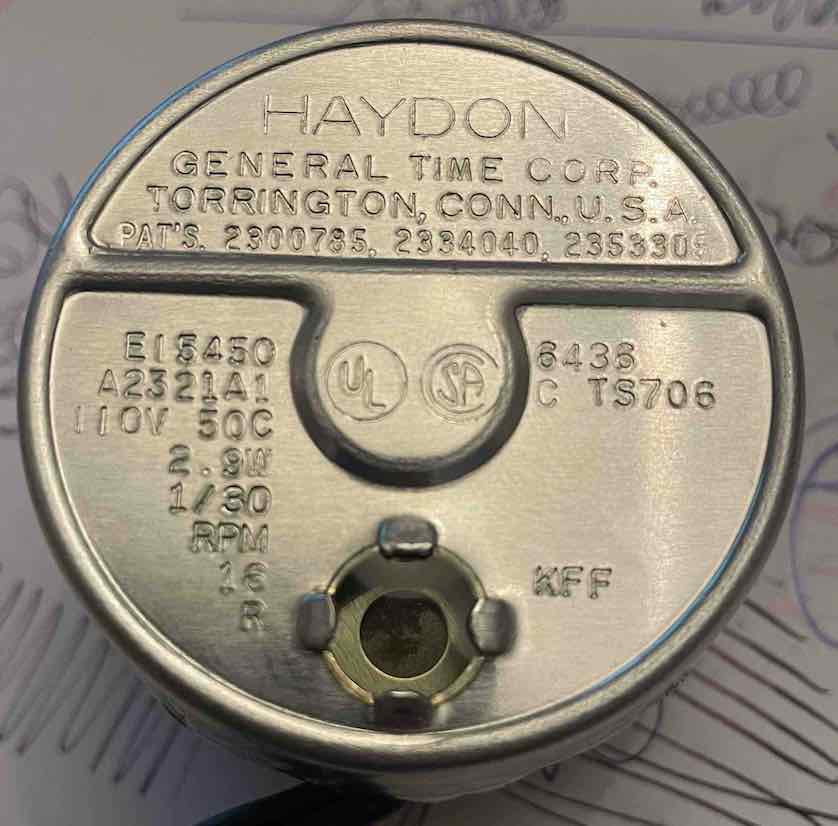 HAYDON
GENERAL TIME CORP.
TORRINGTON, CONN., U.S.A.
PAT'S. 2300785, 2334040, 2353305
E15450
A2321A1
110V 50C
2.9W
1/30
RPM
16
R
UL
SA
6436
C TS706
KFF